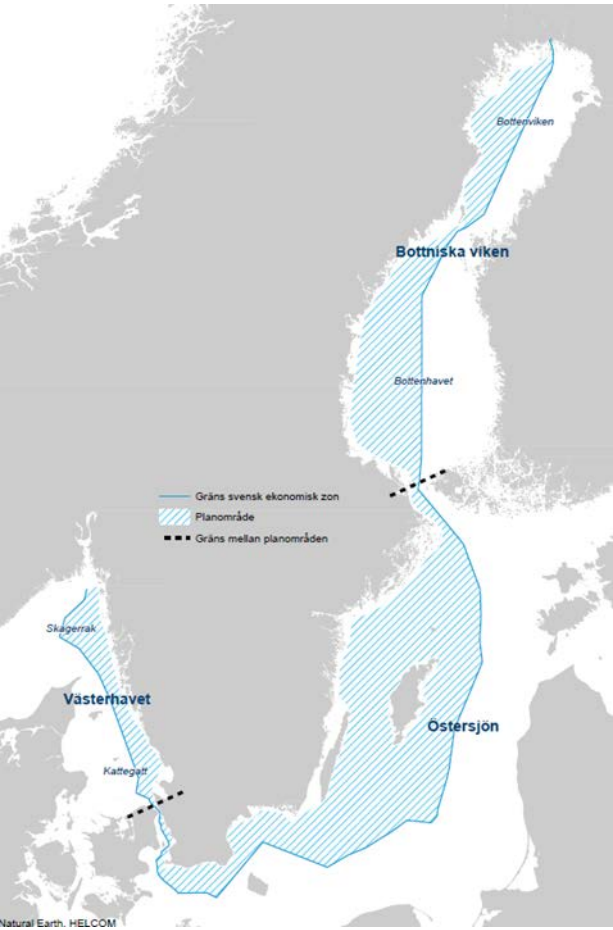 Bottenviken
Bottniska viken
Bottenhavet
Gräns svensk ekonomisk zon
Planområde
Gräns mellan planområden
Skagerrak
Västerhavet
Östersjön
Kattegatt
Natural Earth, HELCOM